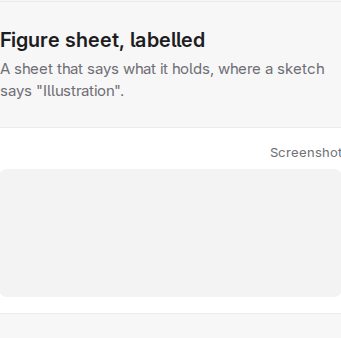 Figure sheet, labelled
A sheet that says what it holds, where a sketch
says "Illustration".
Screenshot